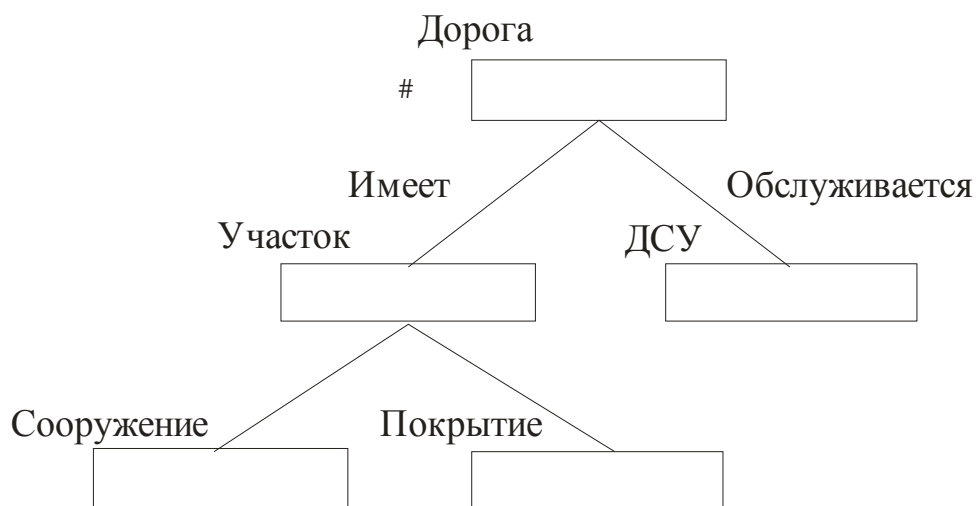 Дорога
#
Имеет
Обслуживается
Участок
ДСУ
Сооружение
Покрытие